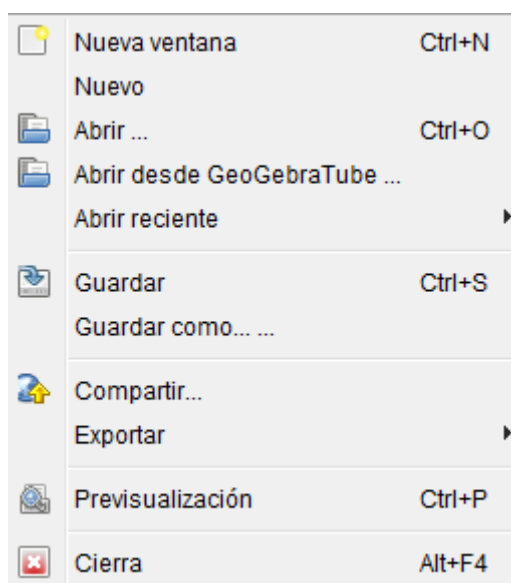 Nueva ventana Ctrl+N
Nuevo
Abrir ... Ctrl+O
Abrir desde GeoGebraTube ...
Abrir reciente
Guardar Ctrl+S
Guardar como... ...
Compartir...
Exportar
Previsualización Ctrl+P
Cierra Alt+F4